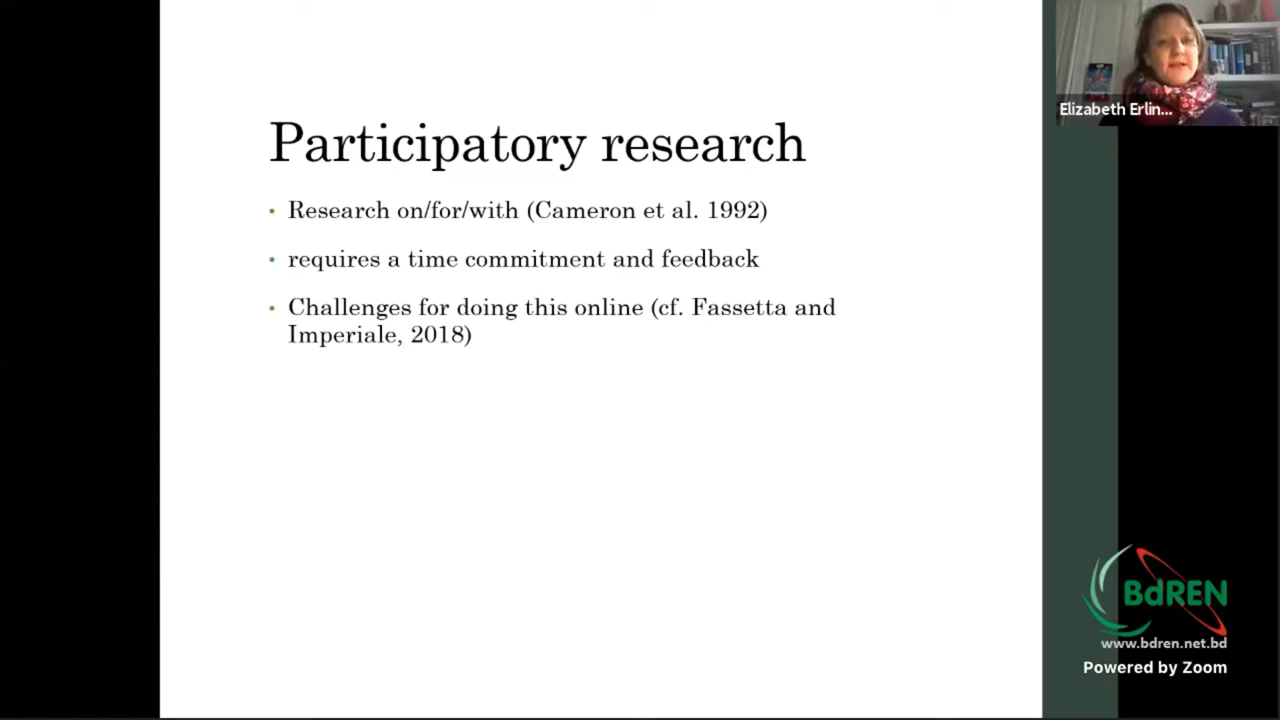 Participatory research
• Research on/for/with (Cameron et al. 1992)
• requires a time commitment and feedback
• Challenges for doing this online (cf. Fassetta and
Imperiale, 2018)
Elizabeth Erlin...
BdREN
www.bdren.net.bd
Powered by Zoom